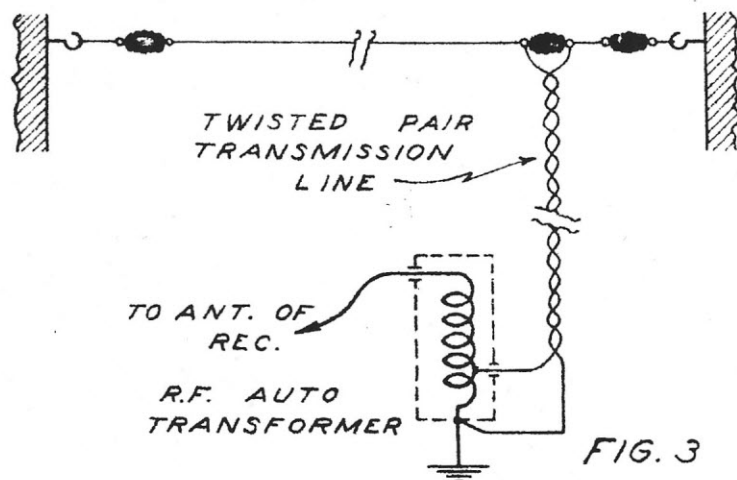 TWISTED PAIR
TRANSMISSION
LINE
TO ANT. OF
REC.
R.F. AUTO
TRANSFORMER
FIG. 3